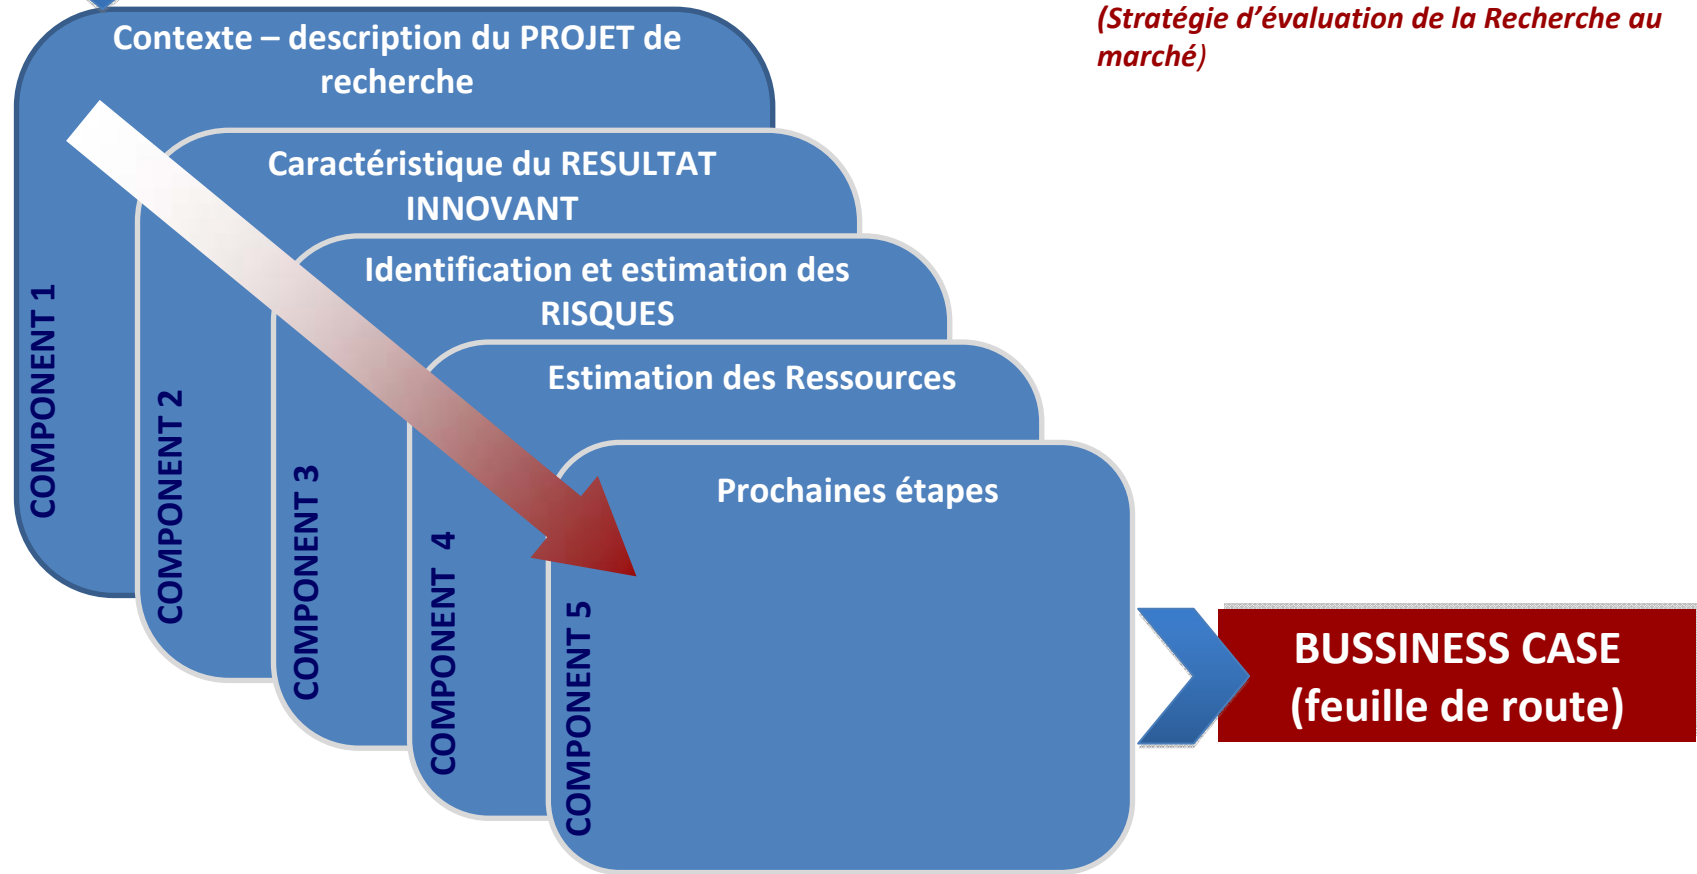 (Stratégie d’évaluation de la Recherche au
marché)
Contexte – description du PROJET de
recherche
COMPONENT 1
Caractéristique du RESULTAT
INNOVANT
COMPONENT 2
Identification et estimation des
RISQUES
COMPONENT 3
Estimation des Ressources
COMPONENT 4
Prochaines étapes
COMPONENT 5
BUSSINESS CASE
(feuille de route)